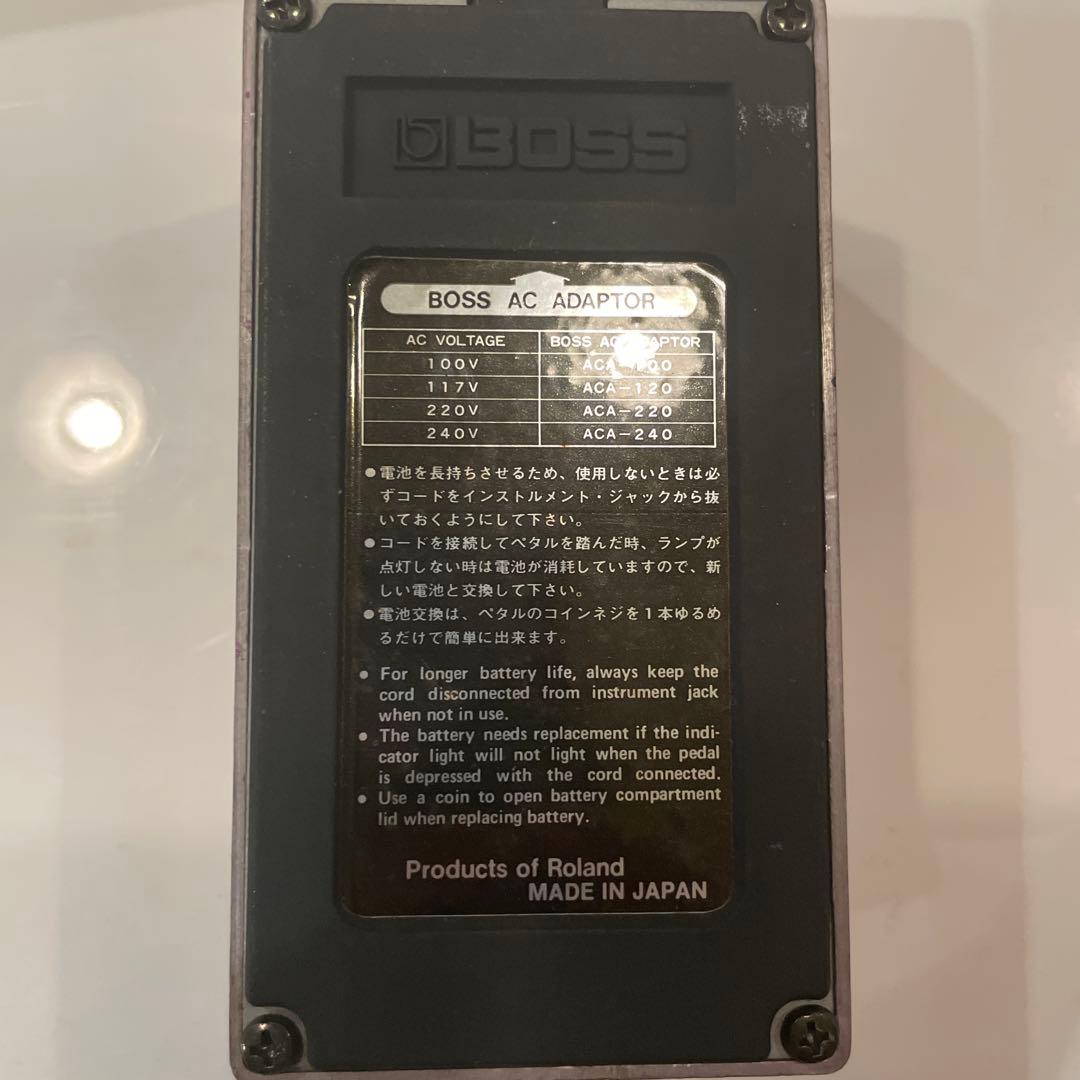 BOSS
BOSS AC ADAPTOR
AC VOLTAGE BOSS AC ADAPTOR
100V
117V ACA-120
220V ACA-220
240V ACA-240
●電池を長持ちさせるため、使用しないときは必
ずコードをインストルメント・ジャックから抜
いておくようにして下さい。
●コードを接続してペタルを踏んだ時、ランプが
点灯しない時は電池が消耗していますので、新
しい電池と交換して下さい。
●電池交換は、ペタルのコインネジを1本ゆるめ
るだけで簡単に出来ます。
● For longer battery life, always keep the
cord disconnected from instrument jack
when not in use.
● The battery needs replacement if the indi-
cator light will not light when the pedal
is depressed with the cord connected.
● Use a coin to open battery compartment
lid when replacing battery.
Products of Roland
MADE IN JAPAN